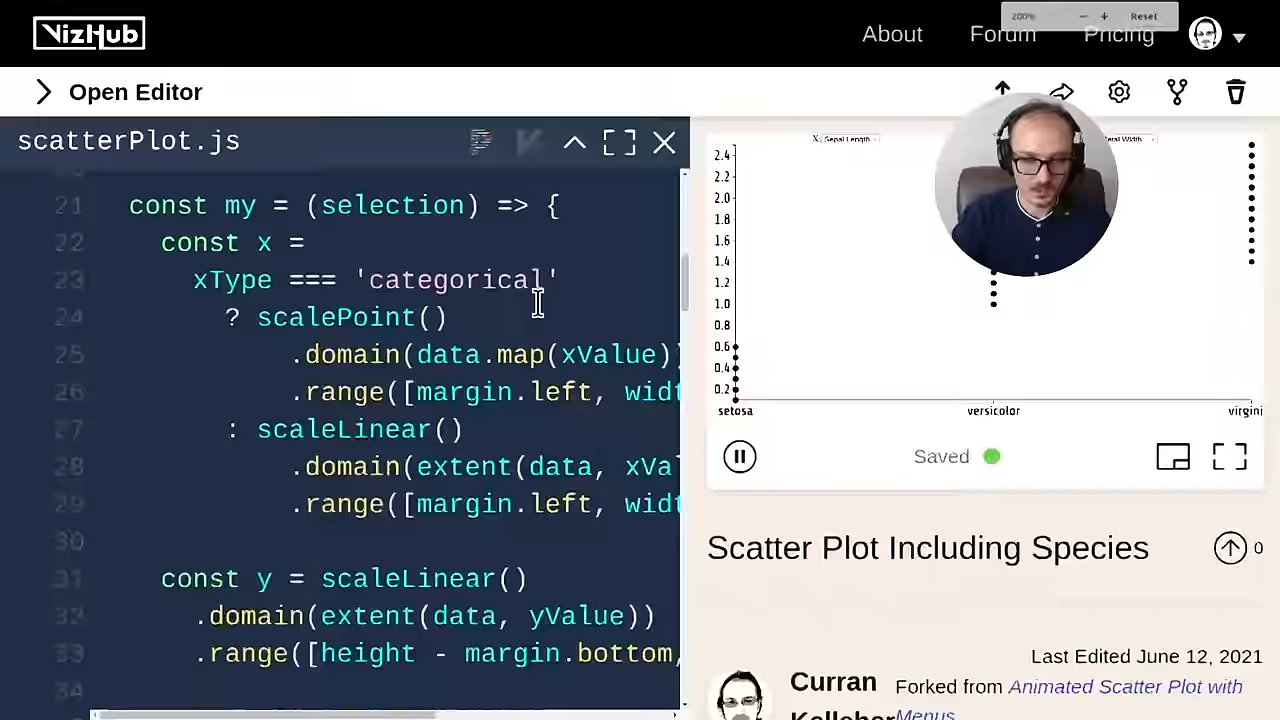 VizHub
About
Forum
Pricing
200%
Reset
Open Editor
scatterPlot.js
21 const my = (selection) => {
22 const x =
23 xType === 'categorical'
24 ? scalePoint()
25 .domain(data.map(xValue)
26 .range([margin.left, widt
27 : scaleLinear()
28 .domain(extent(data, xVa
29 .range([margin.left, widt
30
31 const y = scaleLinear()
32 .domain(extent(data, yValue))
33 .range([height - margin.bottom,
34
X: Sepal Length
Width
2.4
2.2
2.0
1.8
1.6
1.4
1.2
1.0
0.8
0.6
0.4
0.2
setosa
versicolor
virgini
Saved
Scatter Plot Including Species
0
Last Edited June 12, 2021
Curran
Forked from Animated Scatter Plot with
Menus